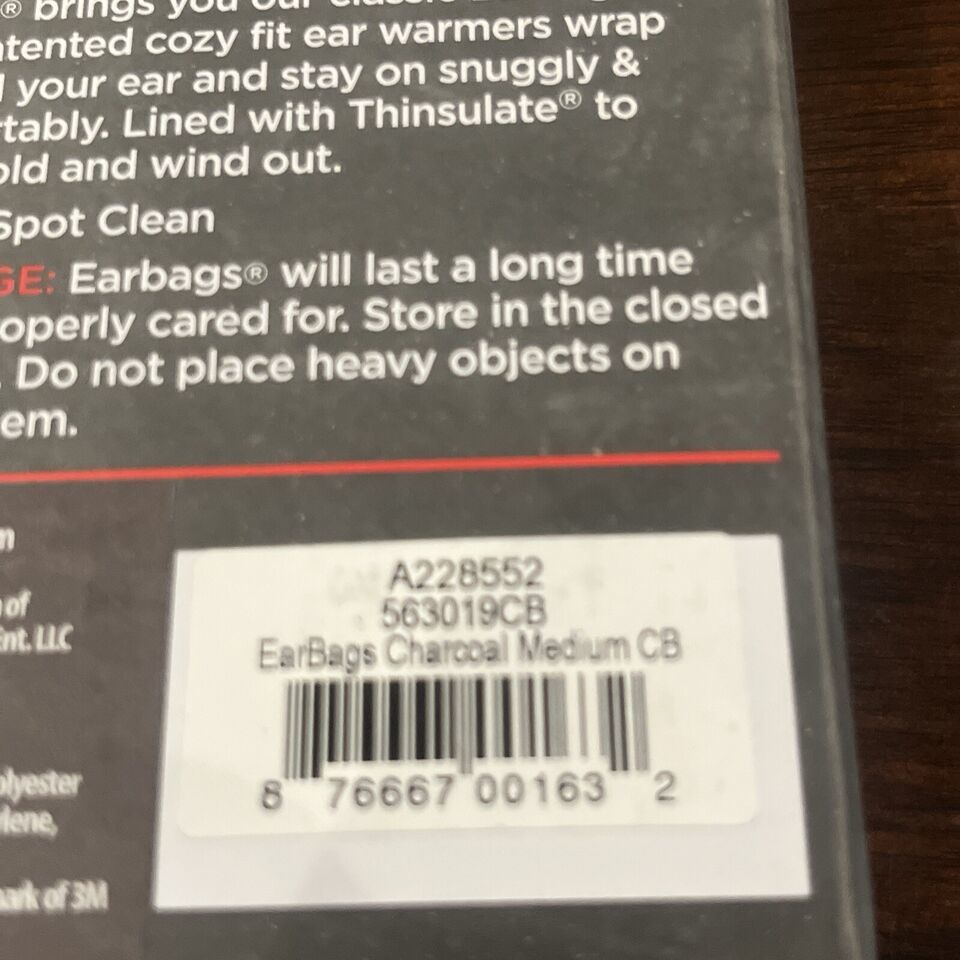 ® brings you our classic
tented cozy fit ear warmers wrap
your ear and stay on snuggly &
tably. Lined with Thinsulate® to
old and wind out.
Spot Clean
GE: Earbags® will last a long time
operly cared for. Store in the closed
. Do not place heavy objects on
em.
m
of
Ent. LLC
olyester
lene,
ark of 3M
A228552
563019CB
EarBags Charcoal Medium CB
8 76667 00163 2